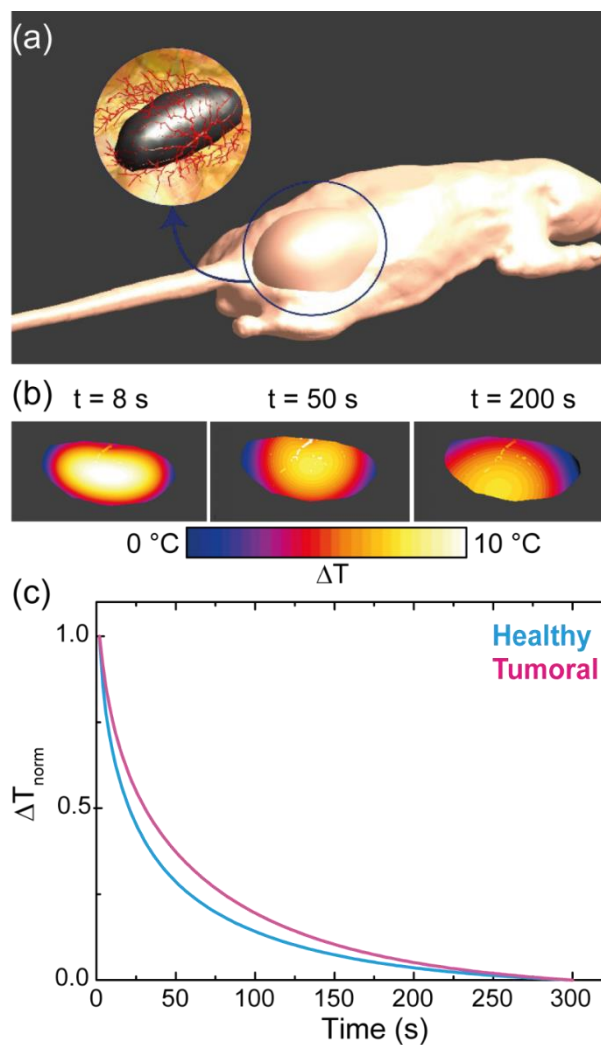 (a)
(b)
t = 8 s t = 50 s t = 200 s
0 °C 10 °C
ΔT
(c)
1.0
Healthy
Tumoral
0.5
ΔTnorm
0.0
0 50 100 150 200 250 300
Time (s)